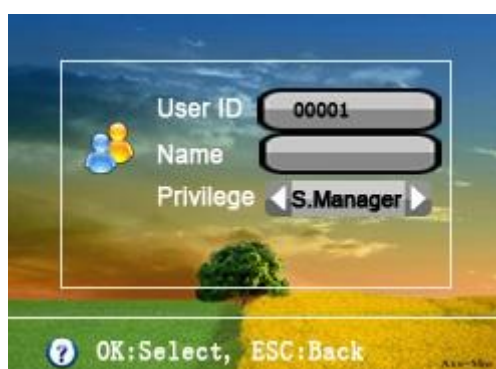 User ID 00001
Name
Privilege S.Manager
? OK:Select, ESC:Back